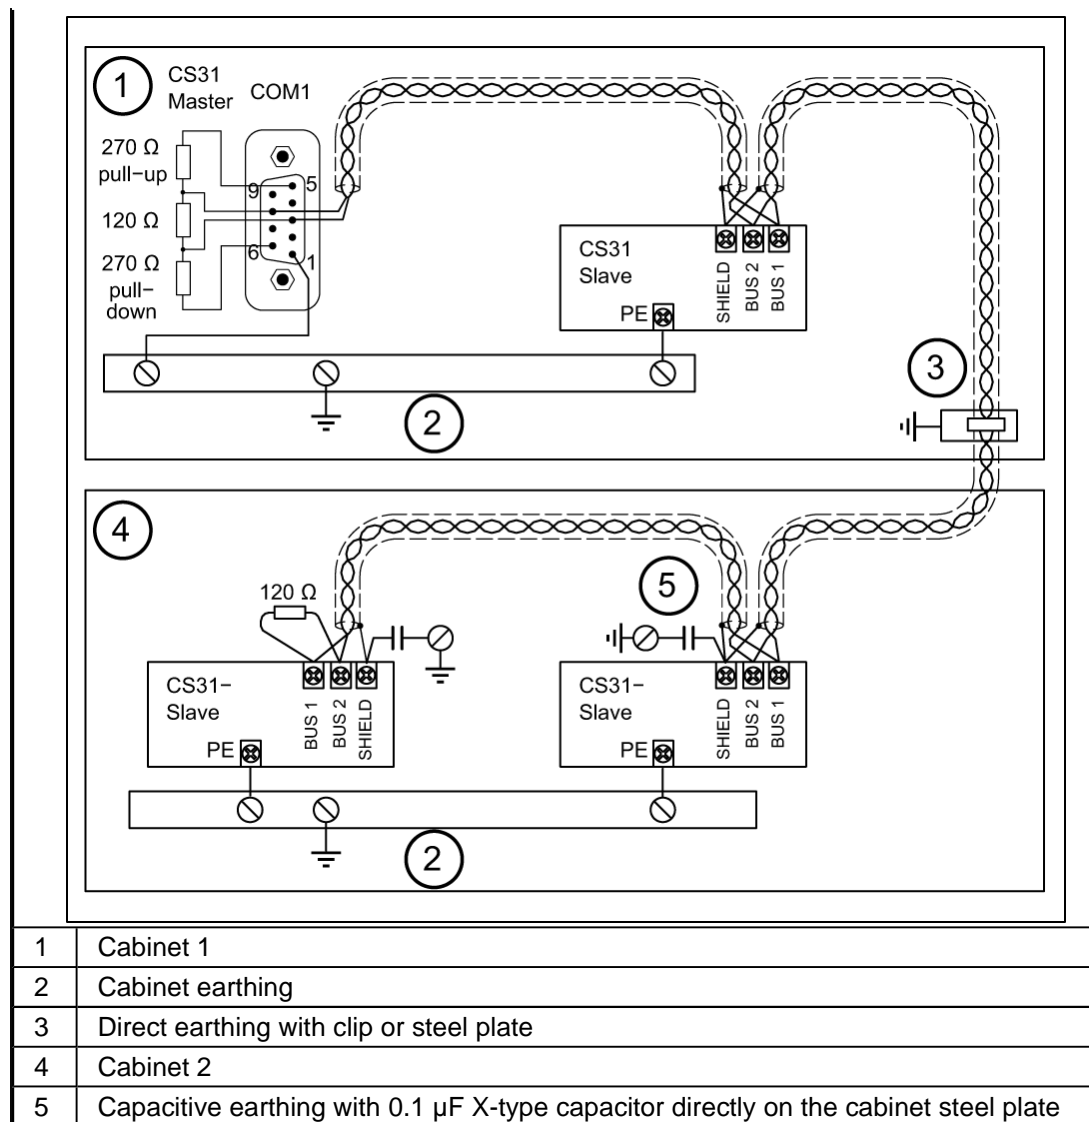 1
CS31
Master
COM1
270 Ω
pull-up
120 Ω
270 Ω
pull-
down
9
5
6
1
CS31
Slave
PE
SHIELD
BUS 2
BUS 1
2
3
4
5
120 Ω
CS31-
Slave
PE
BUS 1
BUS 2
SHIELD
CS31-
Slave
PE
SHIELD
BUS 2
BUS 1
2
1 Cabinet 1
2 Cabinet earthing
3 Direct earthing with clip or steel plate
4 Cabinet 2
5 Capacitive earthing with 0.1 µF X-type capacitor directly on the cabinet steel plate